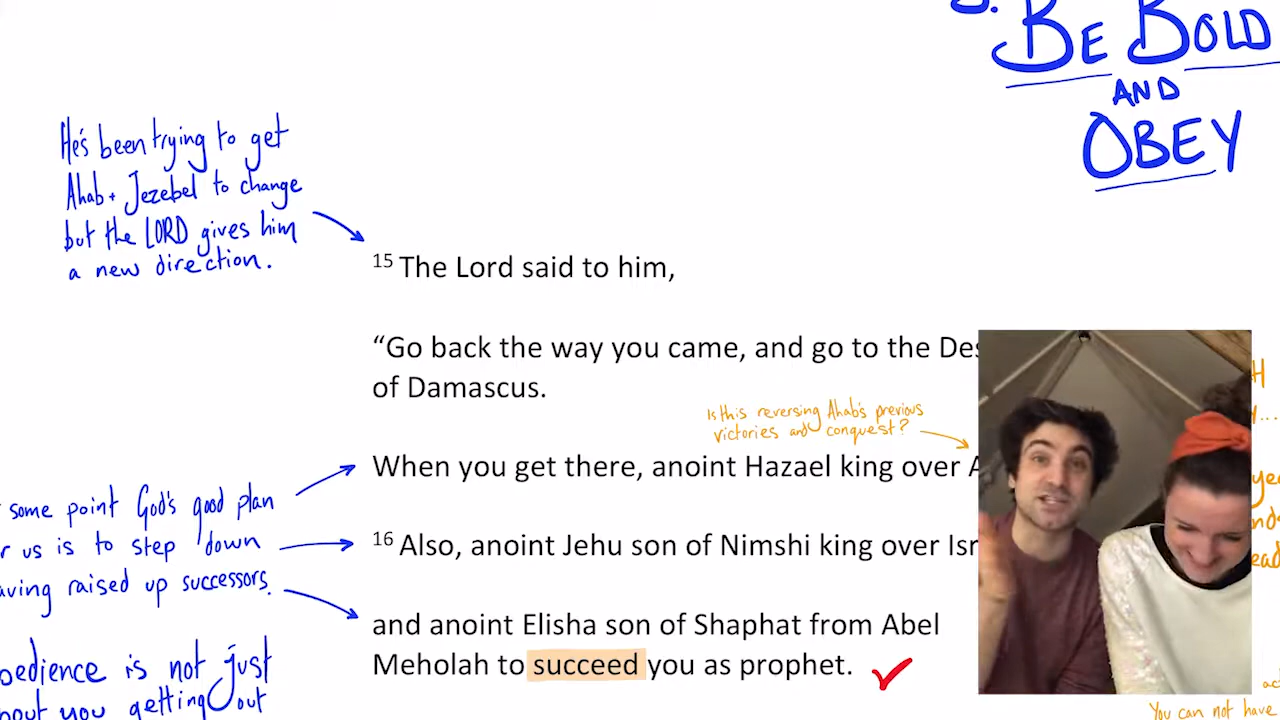 BE BOLD
AND
OBEY
He's been trying to get
Ahab + Jezebel to change
but the LORD gives him
a new direction.
15 The Lord said to him,
“Go back the way you came, and go to the Des
of Damascus.
Is this reversing Ahab's previous
victories and conquest?
When you get there, anoint Hazael king over A
some point God's good plan
us is to step down
raised up successors.
16 Also, anoint Jehu son of Nimshi king over Isr
and anoint Elisha son of Shaphat from Abel
Meholah to succeed you as prophet.
is not just
you getting out
You can not have